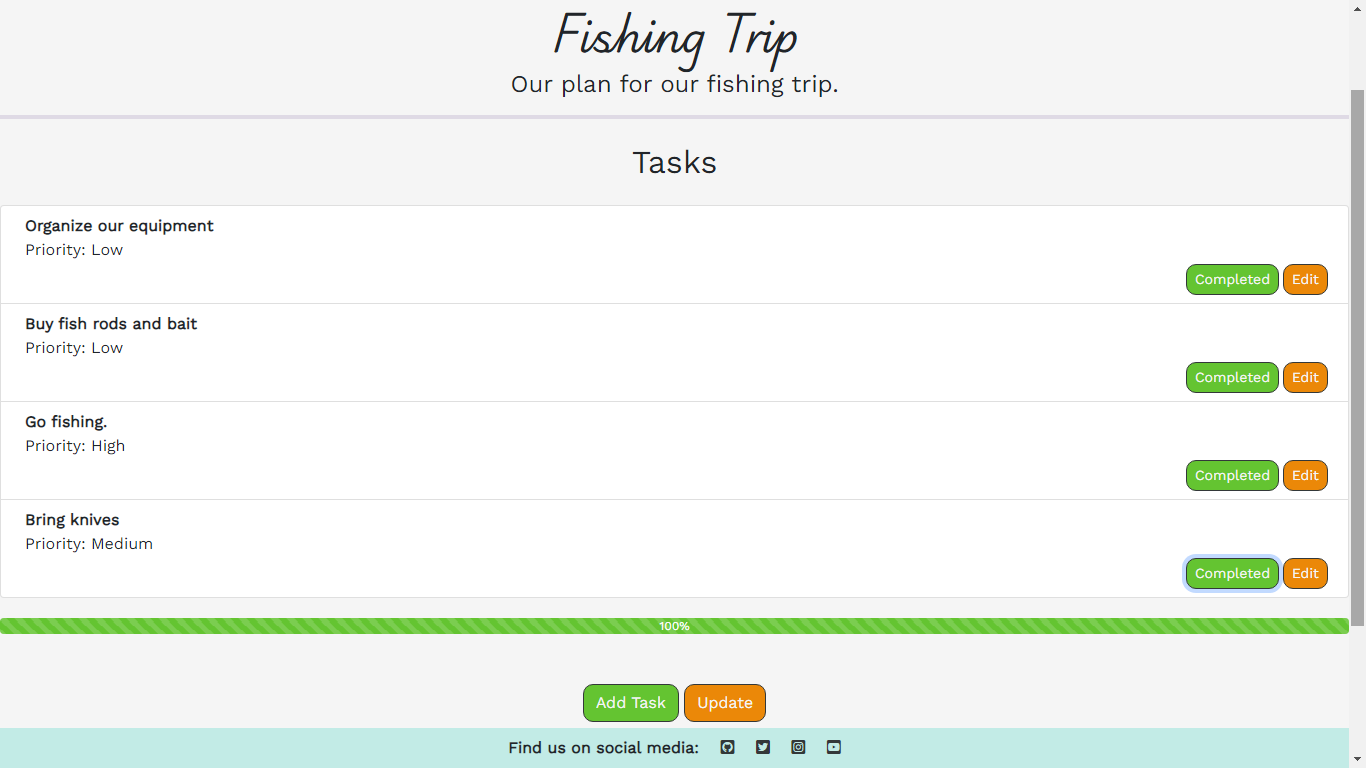 Fishing Trip
Our plan for our fishing trip.
Tasks
Organize our equipment
Priority: Low
Completed Edit
Buy fish rods and bait
Priority: Low
Completed Edit
Go fishing.
Priority: High
Completed Edit
Bring knives
Priority: Medium
Completed Edit
100%
Add Task Update
Find us on social media: